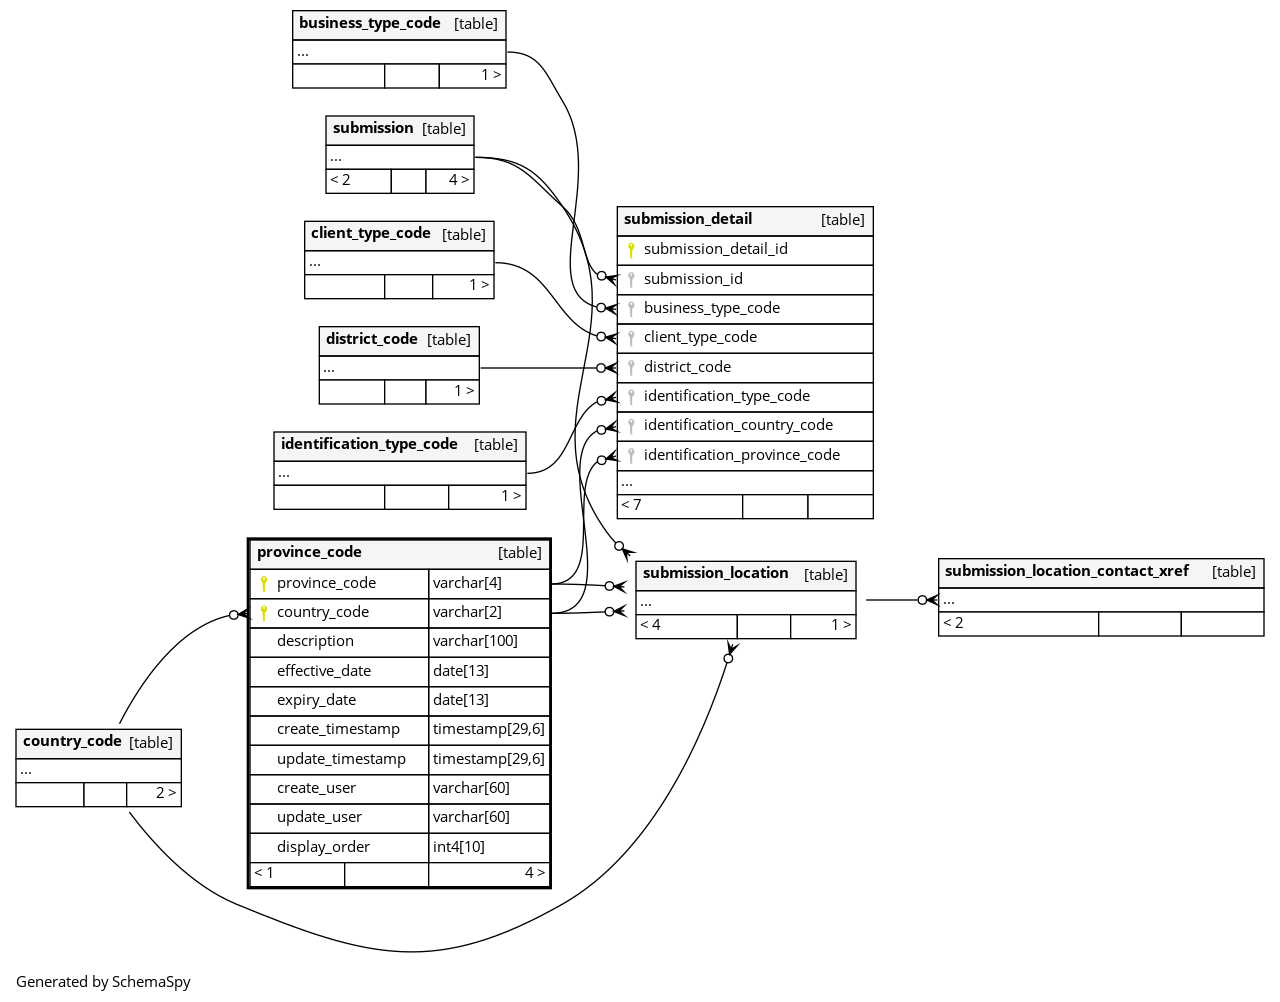 business_type_code [table]
...
1 >
submission [table]
...
< 2 4 >
client_type_code [table]
...
1 >
district_code [table]
...
1 >
identification_type_code [table]
...
1 >
submission_detail [table]
submission_detail_id
submission_id
business_type_code
client_type_code
district_code
identification_type_code
identification_country_code
identification_province_code
...
< 7
province_code [table]
province_code varchar[4]
country_code varchar[2]
description varchar[100]
effective_date date[13]
expiry_date date[13]
create_timestamp timestamp[29,6]
update_timestamp timestamp[29,6]
create_user varchar[60]
update_user varchar[60]
display_order int4[10]
< 1 4 >
submission_location [table]
...
< 4 1 >
submission_location_contact_xref [table]
...
< 2
country_code [table]
...
2 >
Generated by SchemaSpy